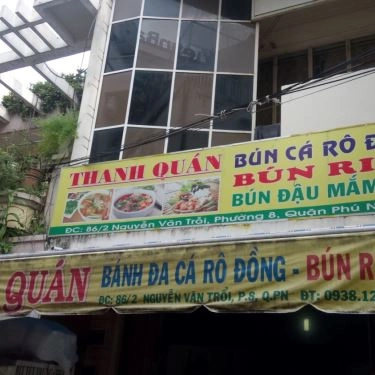 THANH QUÁN
BÚN CÁ RÔ
BÚN
BÚN ĐẬU MẮM
ĐC: 86/2 Nguyễn Văn Trỗi, Phường 8, Quận Phú
QUÁN
BÁNH ĐA CÁ RÔ ĐỒNG - BÚN
ĐC: 86/2 NGUYỄN VĂN TRỖI, P.8, Q.PN ĐT: 0938.12